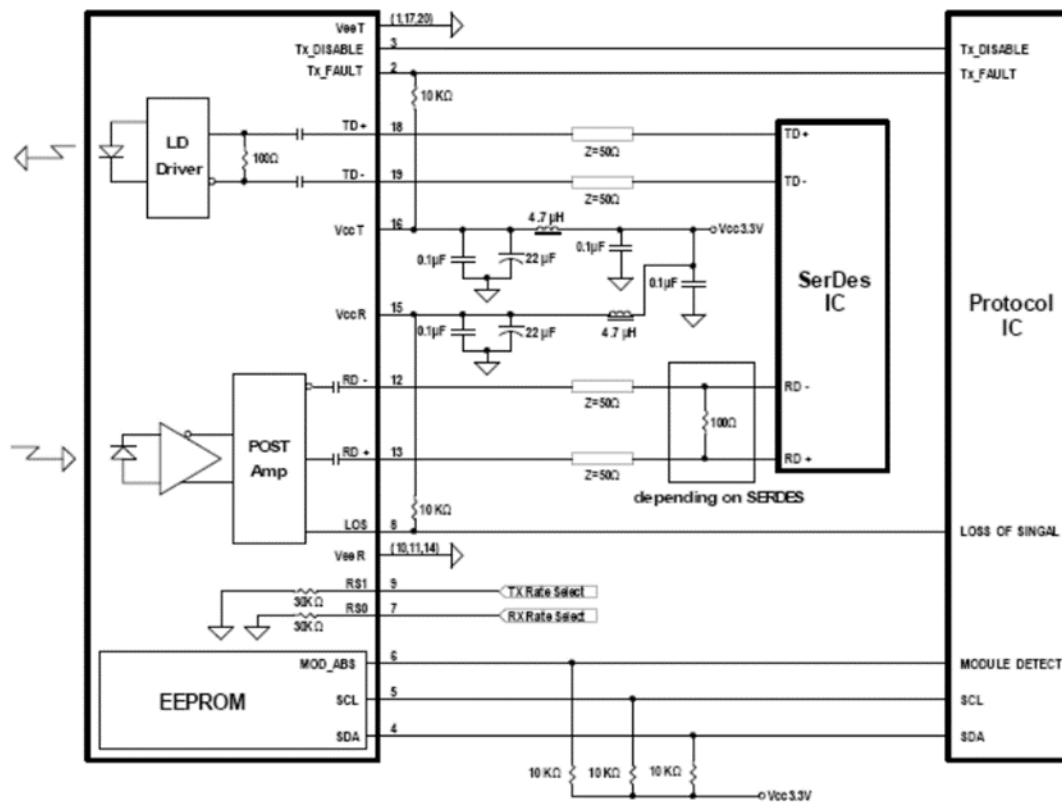 VeeT
(1,17,20)
Tx_DISABLE
3
Tx_DISABLE
Tx_FAULT
2
Tx_FAULT
10 KΩ
LD
Driver
100Ω
TD+
18
Z=50Ω
TD+
TD-
19
Z=50Ω
TD-
VccT
16
4.7 μH
Vcc3.3V
0.1μF
22 μF
0.1μF
0.1μF
SerDes
IC
Protocol
IC
VccR
15
0.1μF
22 μF
4.7 μH
POST
Amp
RD -
12
Z=50Ω
RD -
100Ω
RD +
13
Z=50Ω
RD +
depending on SERDES
10 KΩ
LOS
8
LOSS OF SINGAL
VeeR
(10,11,14)
RS1
9
TX Rate Select
30KΩ
RS0
7
RX Rate Select
30KΩ
EEPROM
MOD_ABS
6
MODULE DETECT
SCL
5
SCL
SDA
4
SDA
10 KΩ
10 KΩ
10 KΩ
Vcc3.3V